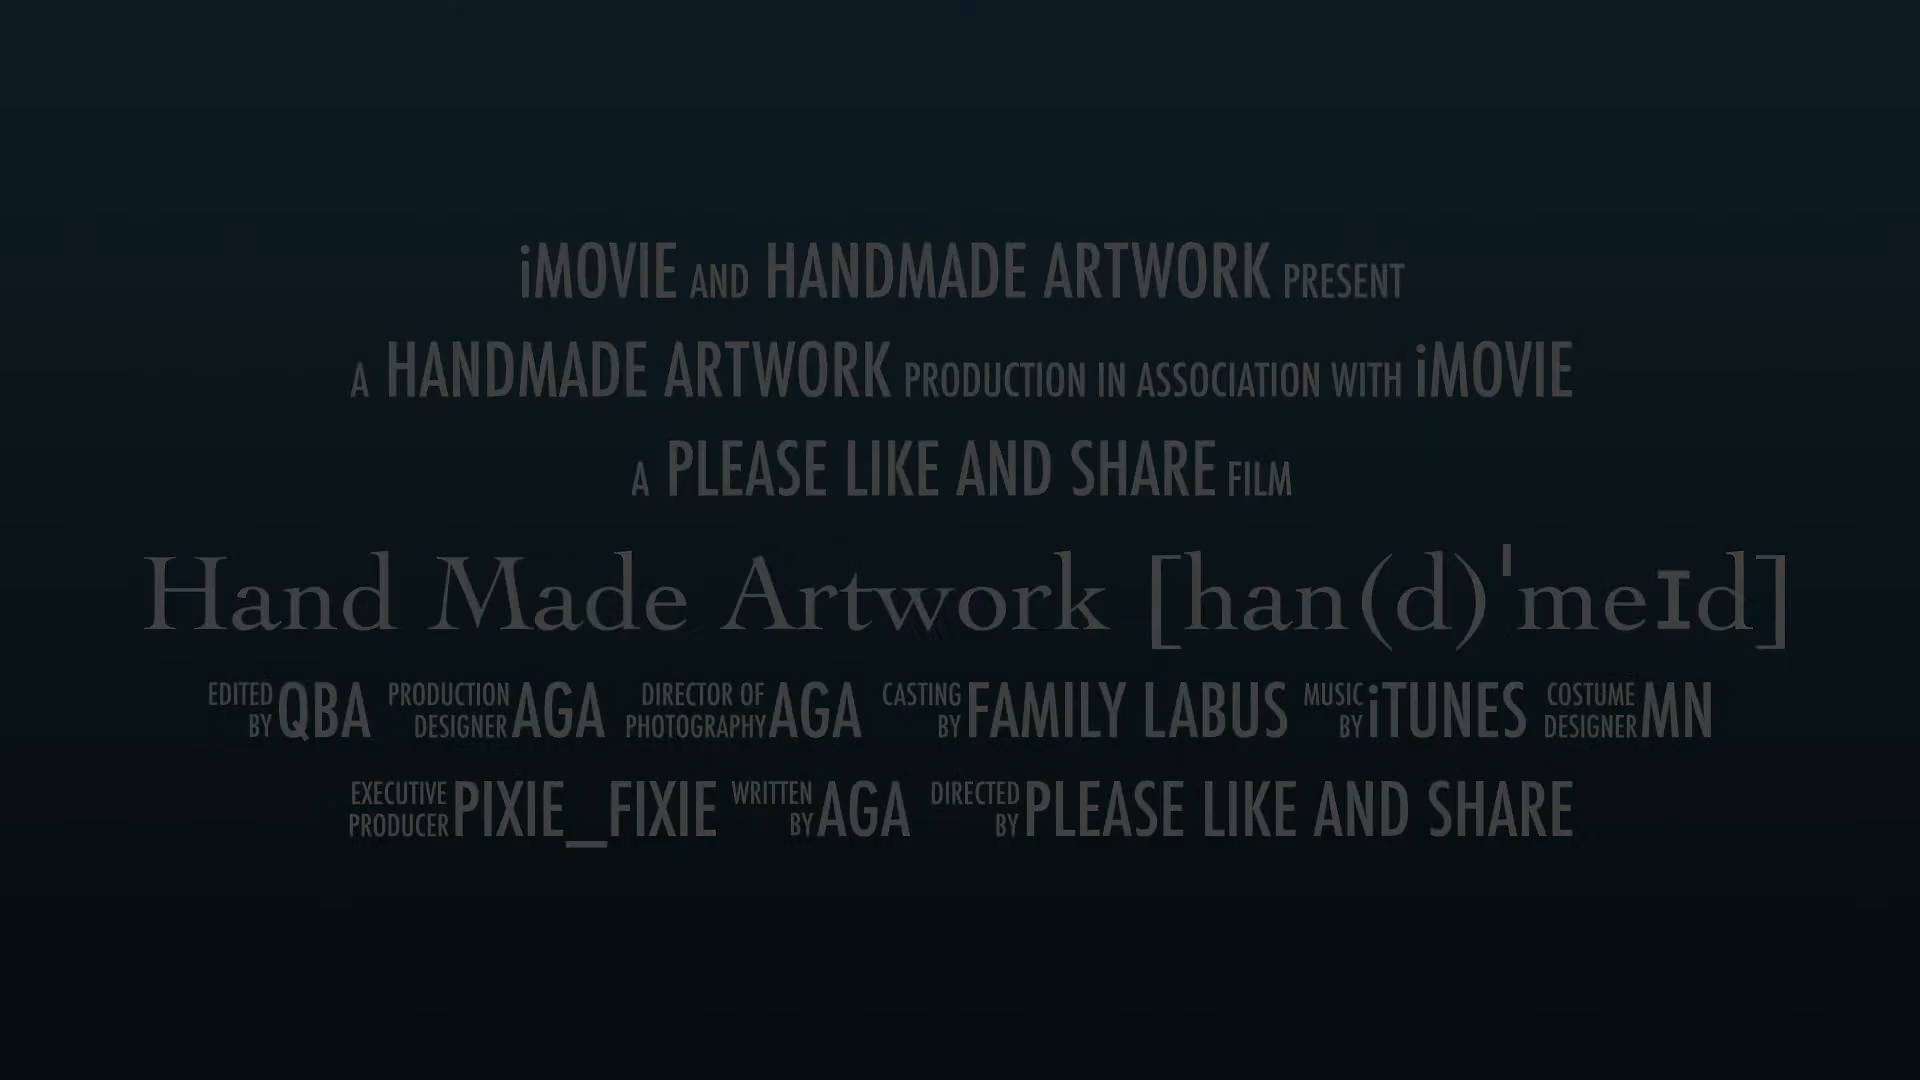 iMOVIE AND HANDMADE ARTWORK PRESENT
A HANDMADE ARTWORK PRODUCTION IN ASSOCIATION WITH iMOVIE
A PLEASE LIKE AND SHARE FILM
Hand Made Artwork [han(d)ˈmeɪd]
EDITED BY QBA PRODUCTION DESIGNER AGA DIRECTOR OF PHOTOGRAPHY AGA CASTING BY FAMILY LABUS MUSIC BY iTUNES COSTUME DESIGNER MN
EXECUTIVE PRODUCER PIXIE_FIXIE WRITTEN BY AGA DIRECTED BY PLEASE LIKE AND SHARE